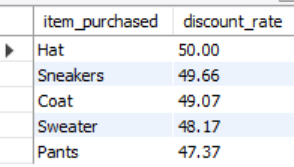 item_purchased discount_rate
Hat 50.00
Sneakers 49.66
Coat 49.07
Sweater 48.17
Pants 47.37